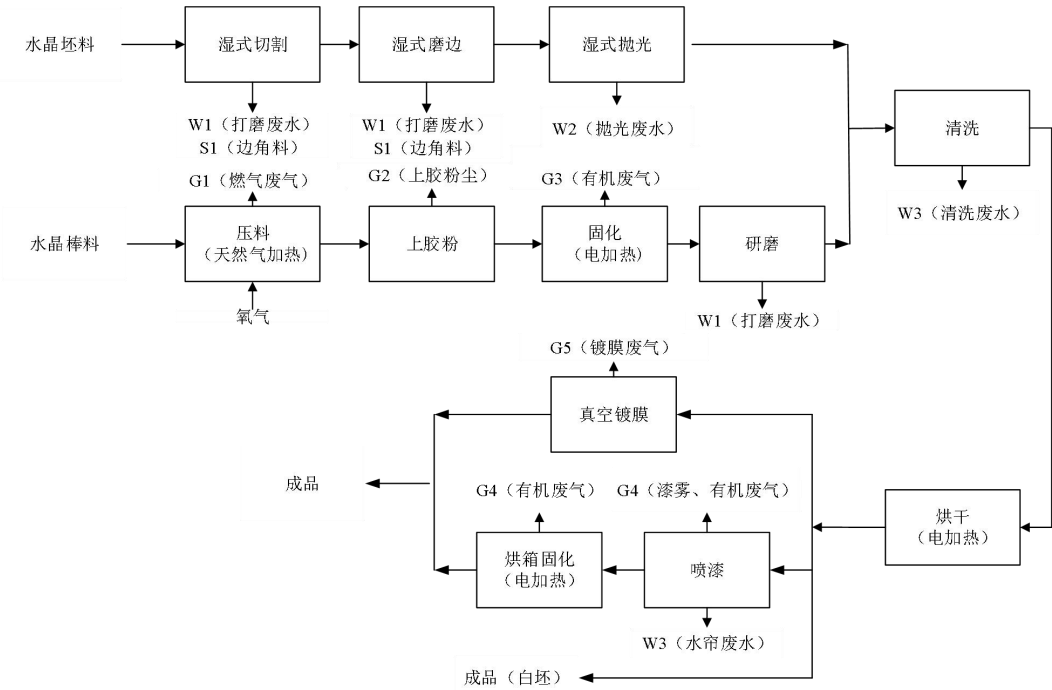 水晶坯料
湿式切割
湿式磨边
湿式抛光
清洗
W1（打磨废水）
S1（边角料）
W1（打磨废水）
S1（边角料）
W2（抛光废水）
W3（清洗废水）
G1（燃气废气）
G2（上胶粉尘）
G3（有机废气）
水晶棒料
压料
（天然气加热）
上胶粉
固化
（电加热）
研磨
氧气
W1（打磨废水）
G5（镀膜废气）
真空镀膜
成品
G4（有机废气）
G4（漆雾、有机废气）
烘干
（电加热）
烘箱固化
（电加热）
喷漆
W3（水帘废水）
成品（白坯）